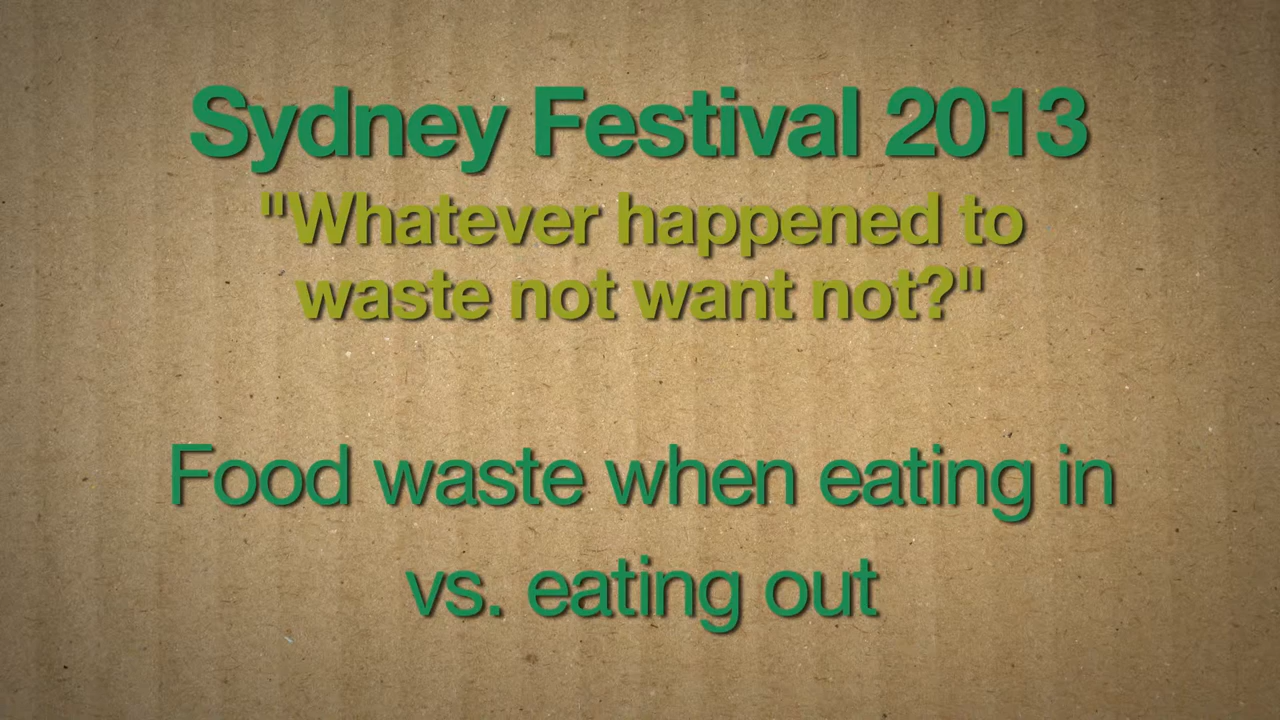 Sydney Festival 2013
"Whatever happened to
waste not want not?"
Food waste when eating in
vs. eating out